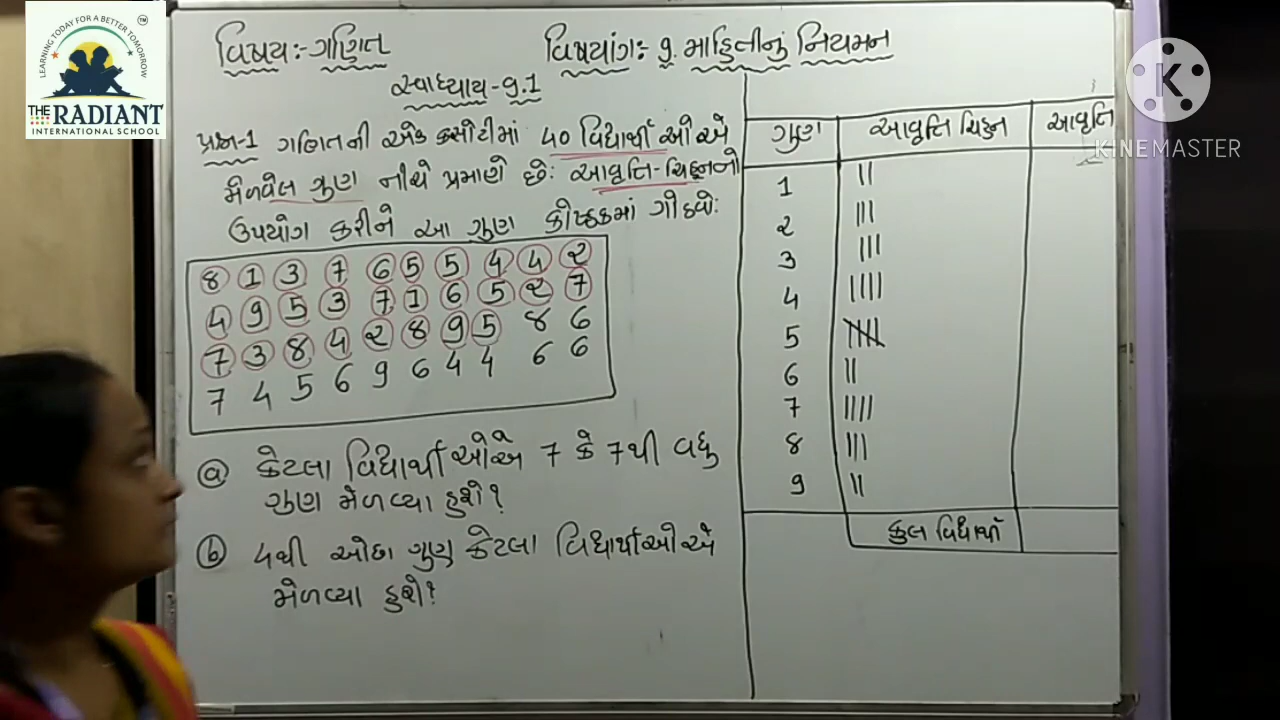 LEARNING TODAY FOR A BETTER TOMORROW
TM
THE RADIANT
INTERNATIONAL SCHOOL
વિષય:- ગણિત
વિષયાંગ: ૭. માહિતીનું નિયમન
સ્વાધ્યાય-૭.1
પ્રશ્ન-1 ગણિતની એક કસોટીમાં ૪૦ વિદ્યાર્થીઓએ
મેળવેલ ગુણ નીચે પ્રમાણે છેઃ આવૃત્તિ-ચિહ્નનો
ઉપયોગ કરીને આ ગુણ કોષ્ટકમાં ગોઠવોઃ
8 1 3 7 6 5 5 4 4 2
4 9 5 3 7 1 6 5 2 7
7 3 8 4 2 8 9 5 8 6
7 4 5 6 9 6 4 4 6 6
a કેટલા વિદ્યાર્થીઓએ 7 કે 7થી વધુ
ગુણ મેળવ્યા હશે?
b 4થી ઓછા ગુણ કેટલા વિદ્યાર્થીઓએ
મેળવ્યા હશે?
ગુણ આવૃત્તિ ચિહ્ન આવૃત્તિ
1 ||
2 |||
3 |||
4 ||||
5 𝍸
6 ||
7 ||||
8 |||
9 ||
કુલ વિદ્યાર્થી
K
KINEMASTER